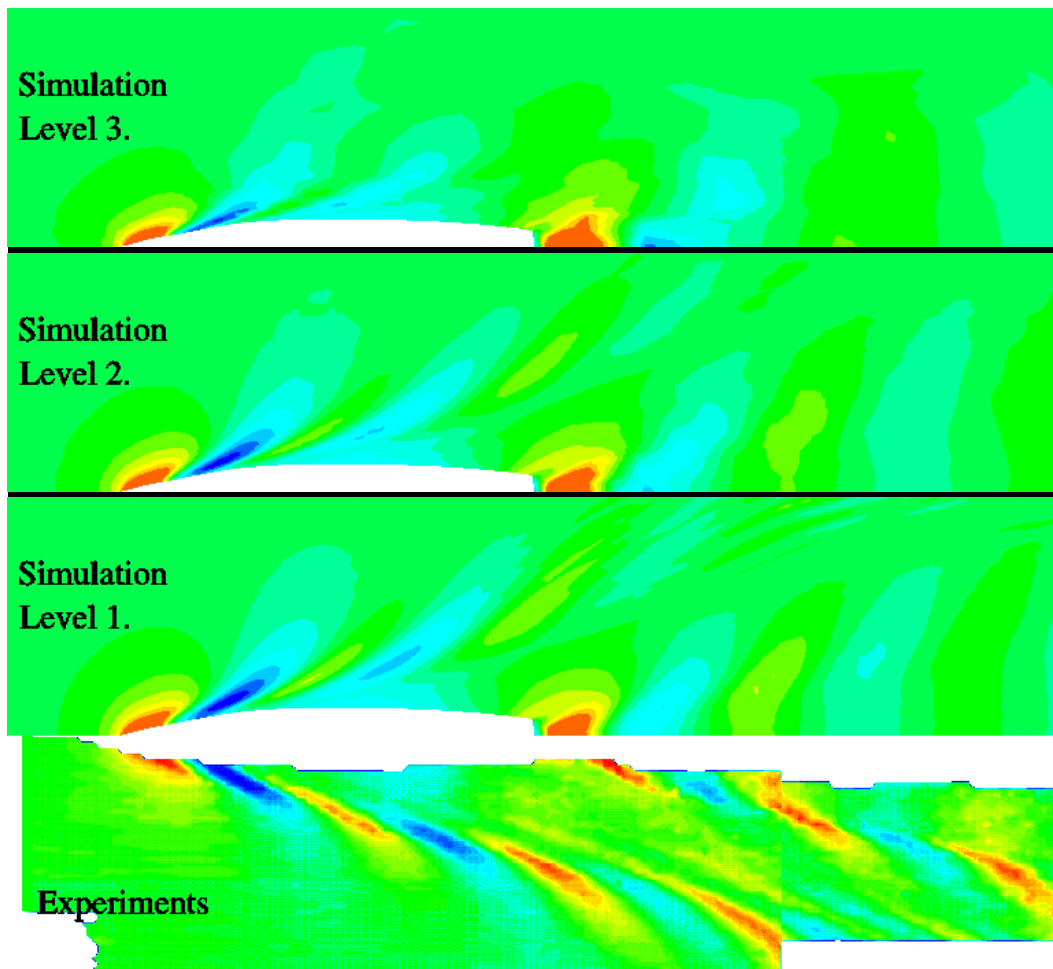 Simulation
Level 3.
Simulation
Level 2.
Simulation
Level 1.
Experiments